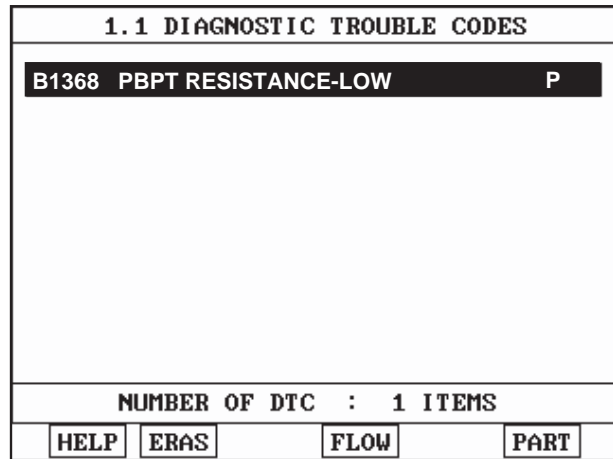 1.1 DIAGNOSTIC TROUBLE CODES
B1368 PBPT RESISTANCE-LOW P
NUMBER OF DTC : 1 ITEMS
HELP ERAS FLOW PART